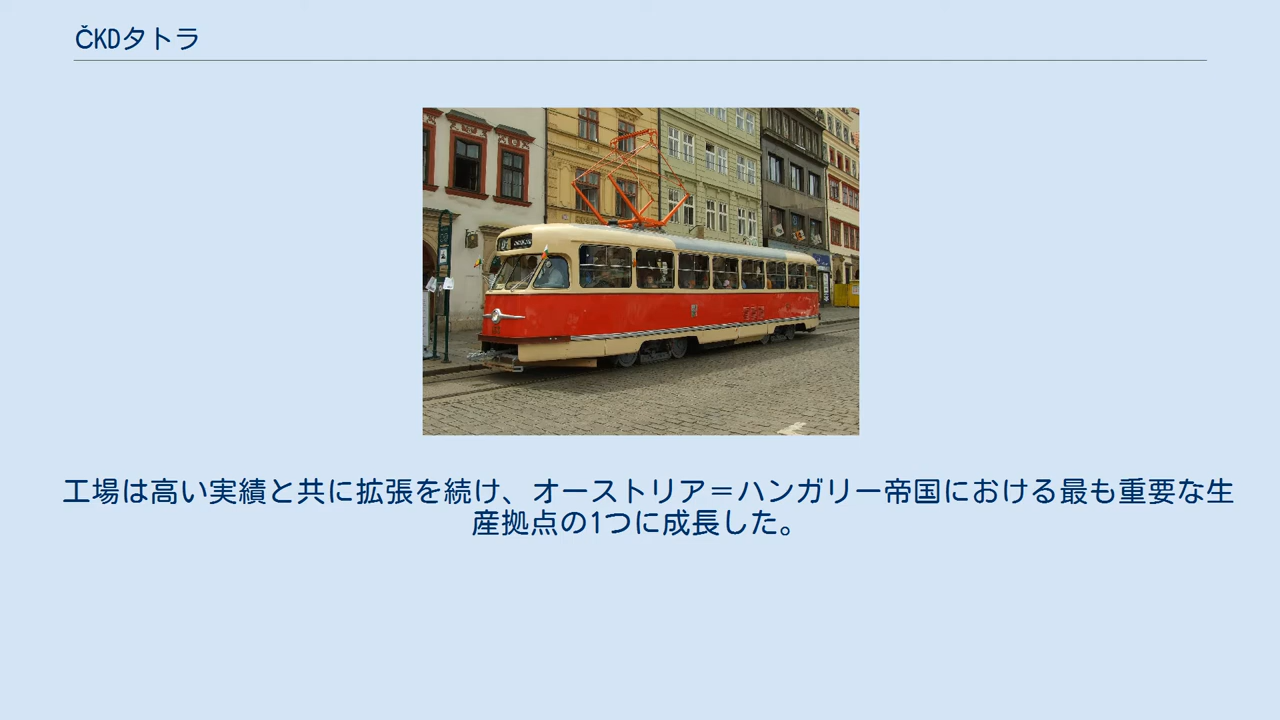 ČKDタトラ
工場は高い実績と共に拡張を続け、オーストリア＝ハンガリー帝国における最も重要な生
産拠点の1つに成長した。